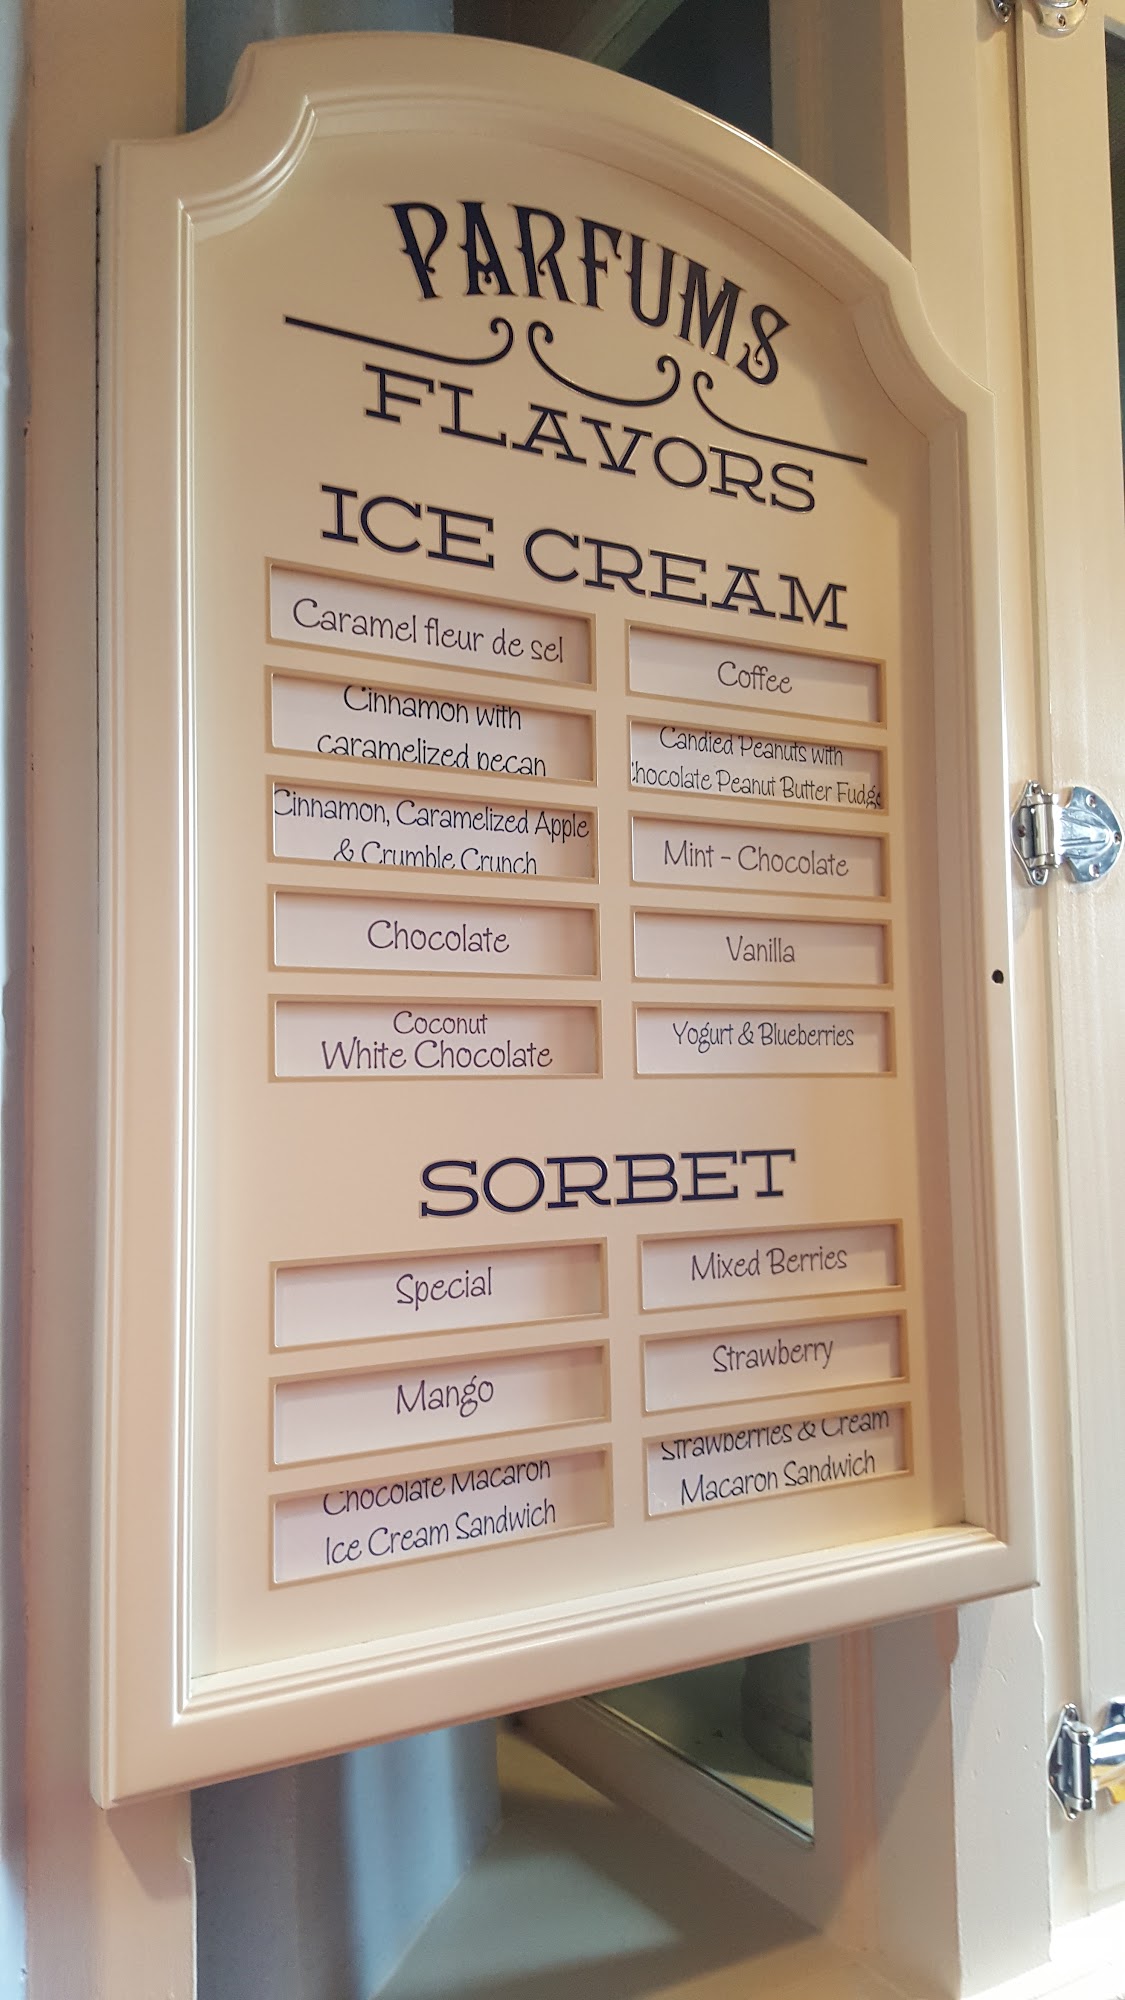 PARFUMS
FLAVORS
ICE CREAM
Caramel fleur de sel
Cinnamon with
caramelized pecan
Cinnamon, Caramelized Apple
& Crumble Crunch
Chocolate
Coconut
White Chocolate
Coffee
Candied Peanuts with
Chocolate Peanut Butter Fudge
Mint - Chocolate
Vanilla
Yogurt & Blueberries
SORBET
Special
Mango
Chocolate Macaron
Ice Cream Sandwich
Mixed Berries
Strawberry
Strawberries & Cream
Macaron Sandwich